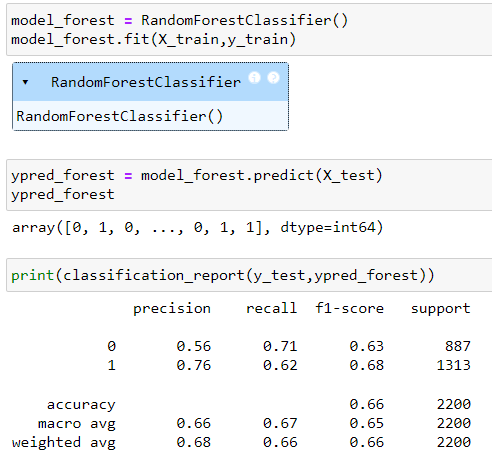 model_forest = RandomForestClassifier()
model_forest.fit(X_train,y_train)
▾ RandomForestClassifier i ?
RandomForestClassifier()
ypred_forest = model_forest.predict(X_test)
ypred_forest
array([0, 1, 0, ..., 0, 1, 1], dtype=int64)
print(classification_report(y_test,ypred_forest))
precision recall f1-score support
0 0.56 0.71 0.63 887
1 0.76 0.62 0.68 1313
accuracy 0.66 2200
macro avg 0.66 0.67 0.65 2200
weighted avg 0.68 0.66 0.66 2200